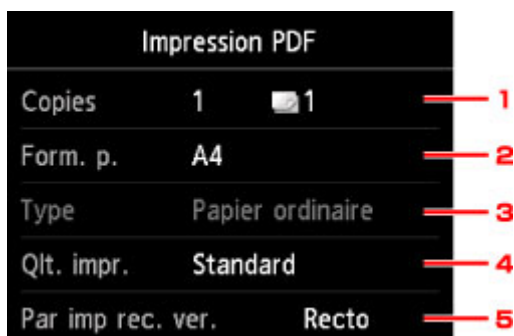 Impression PDF
Copies 1 1 1
Form. p. A4 2
Type Papier ordinaire 3
Qlt. impr. Standard 4
Par imp rec. ver. Recto 5